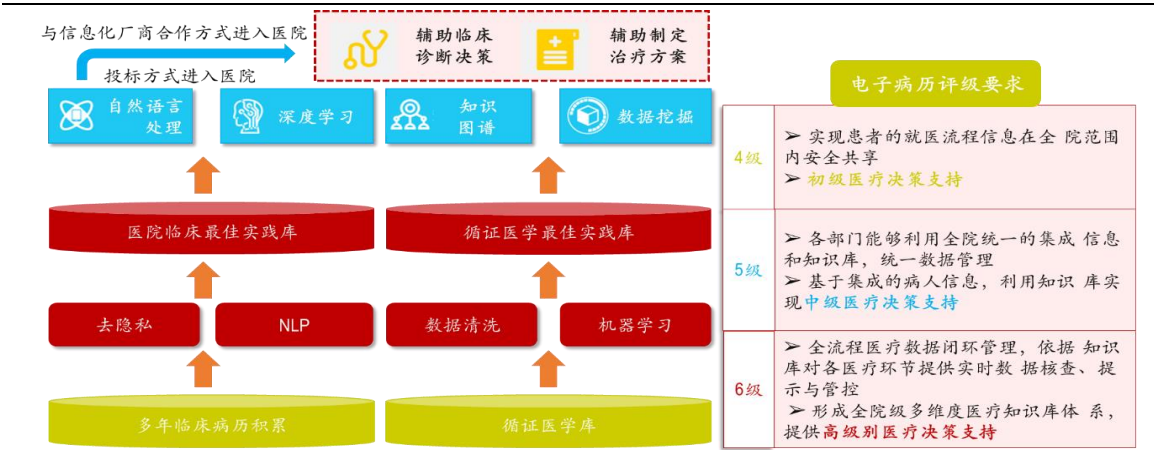 与信息化厂商合作方式进入医院
投标方式进入医院
辅助临床
诊断决策
辅助制定
治疗方案
自然语言
处理
深度学习
知识
图谱
数据挖掘
医院临床最佳实践库
循证医学最佳实践库
去隐私
NLP
数据清洗
机器学习
多年临床病历积累
循证医学库
电子病历评级要求
4级
➢ 实现患者的就医流程信息在全 院范围
内安全共享
➢ 初级医疗决策支持
5级
➢ 各部门能够利用全院统一的集成 信息
和知识库，统一数据管理
➢ 基于集成的病人信息，利用知识 库实
现中级医疗决策支持
6级
➢ 全流程医疗数据闭环管理，依据 知识
库对各医疗环节提供实时数 据核查、提
示与管控
➢ 形成全院级多维度医疗知识库体 系，
提供高级别医疗决策支持